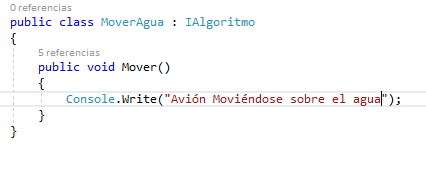 0 referencias
public class MoverAgua : IAlgoritmo
{
5 referencias
public void Mover()
{
Console.Write("Avión Moviéndose sobre el agua");
}
}